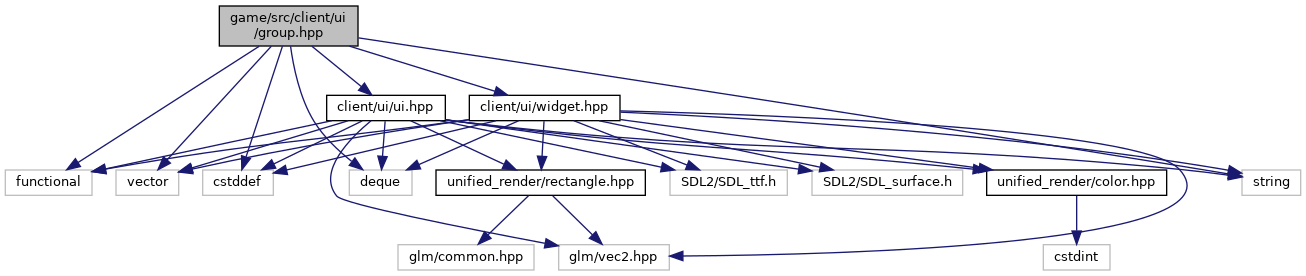 game/src/client/ui
/group.hpp
client/ui/ui.hpp
client/ui/widget.hpp
functional
vector
cstddef
deque
unified_render/rectangle.hpp
SDL2/SDL_ttf.h
SDL2/SDL_surface.h
unified_render/color.hpp
string
glm/common.hpp
glm/vec2.hpp
cstdint